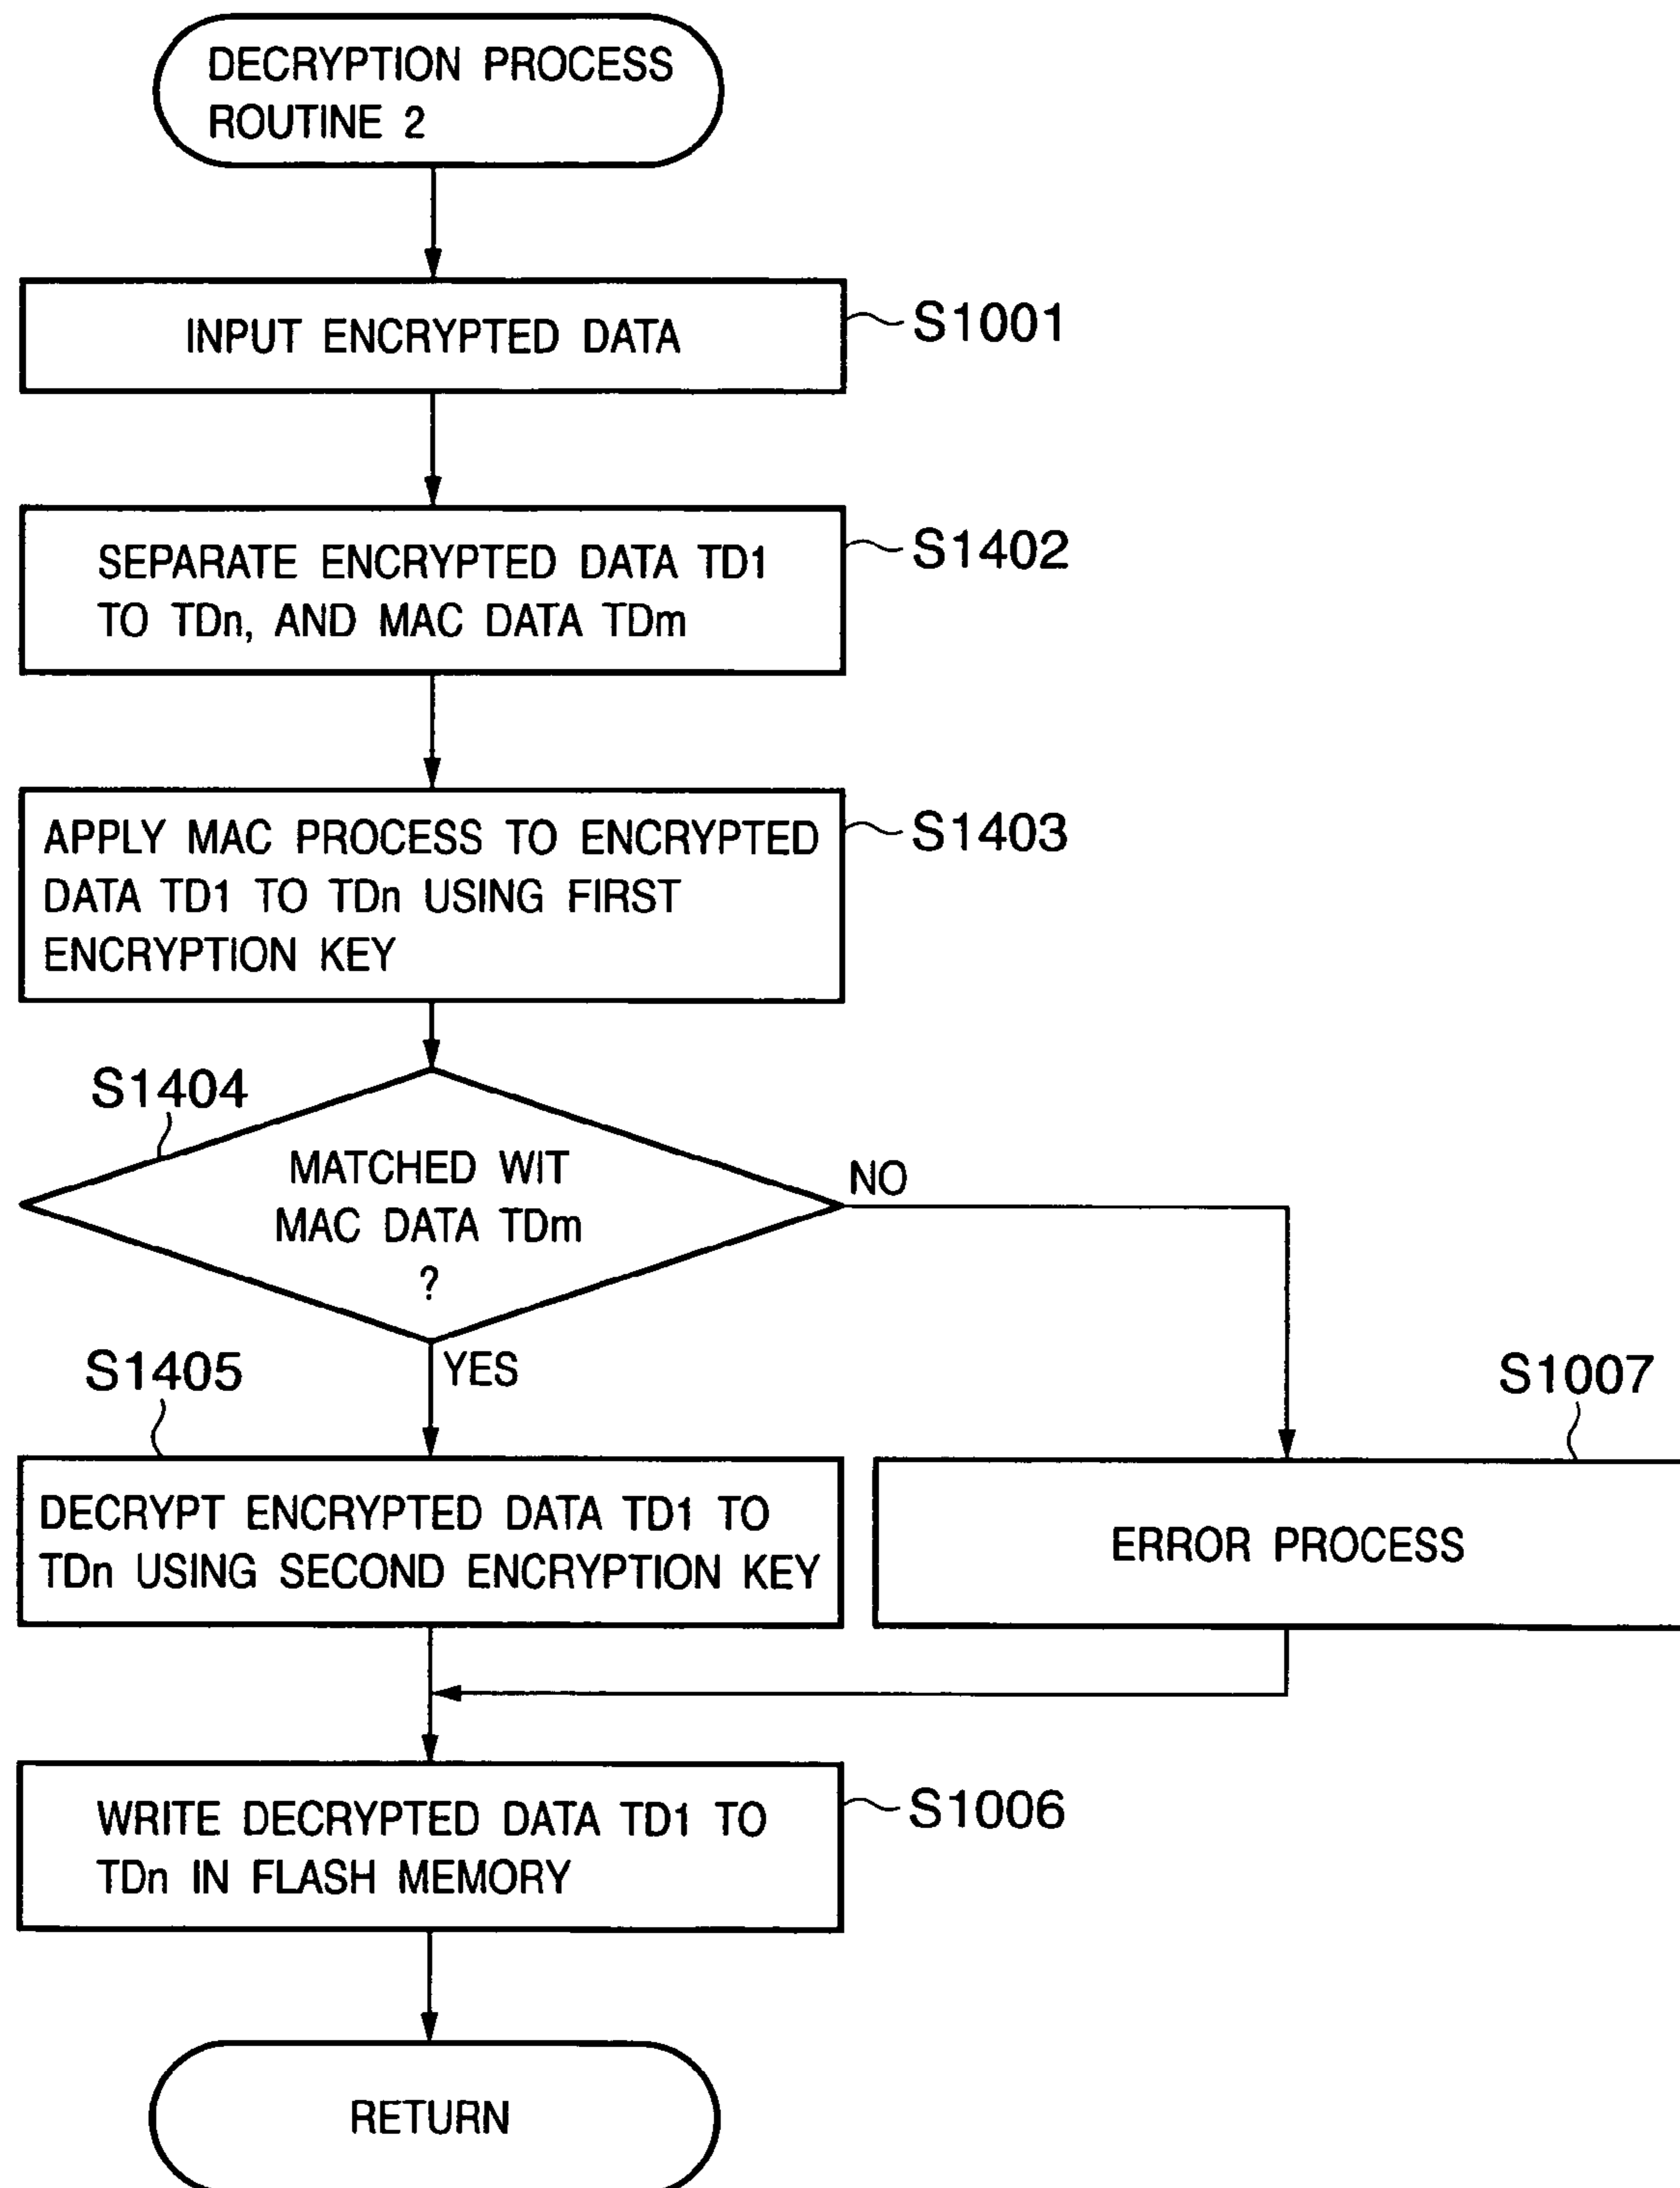 DECRYPTION PROCESS
ROUTINE 2
INPUT ENCRYPTED DATA
S1001
SEPARATE ENCRYPTED DATA TD1
TO TDn, AND MAC DATA TDm
S1402
APPLY MAC PROCESS TO ENCRYPTED
DATA TD1 TO TDn USING FIRST
ENCRYPTION KEY
S1403
S1404
MATCHED WIT
MAC DATA TDm
?
NO
YES
S1405
DECRYPT ENCRYPTED DATA TD1 TO
TDn USING SECOND ENCRYPTION KEY
S1007
ERROR PROCESS
WRITE DECRYPTED DATA TD1 TO
TDn IN FLASH MEMORY
S1006
RETURN